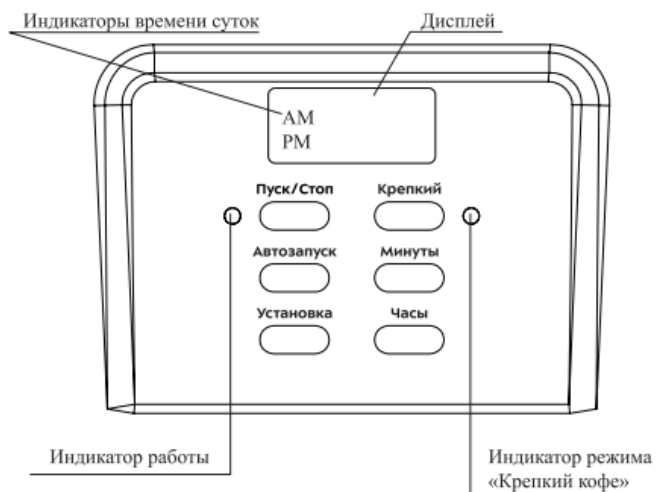 Индикаторы времени суток
Дисплей
AM
PM
Пуск/Стоп
Крепкий
Автозапуск
Минуты
Установка
Часы
Индикатор работы
Индикатор режима
«Крепкий кофе»